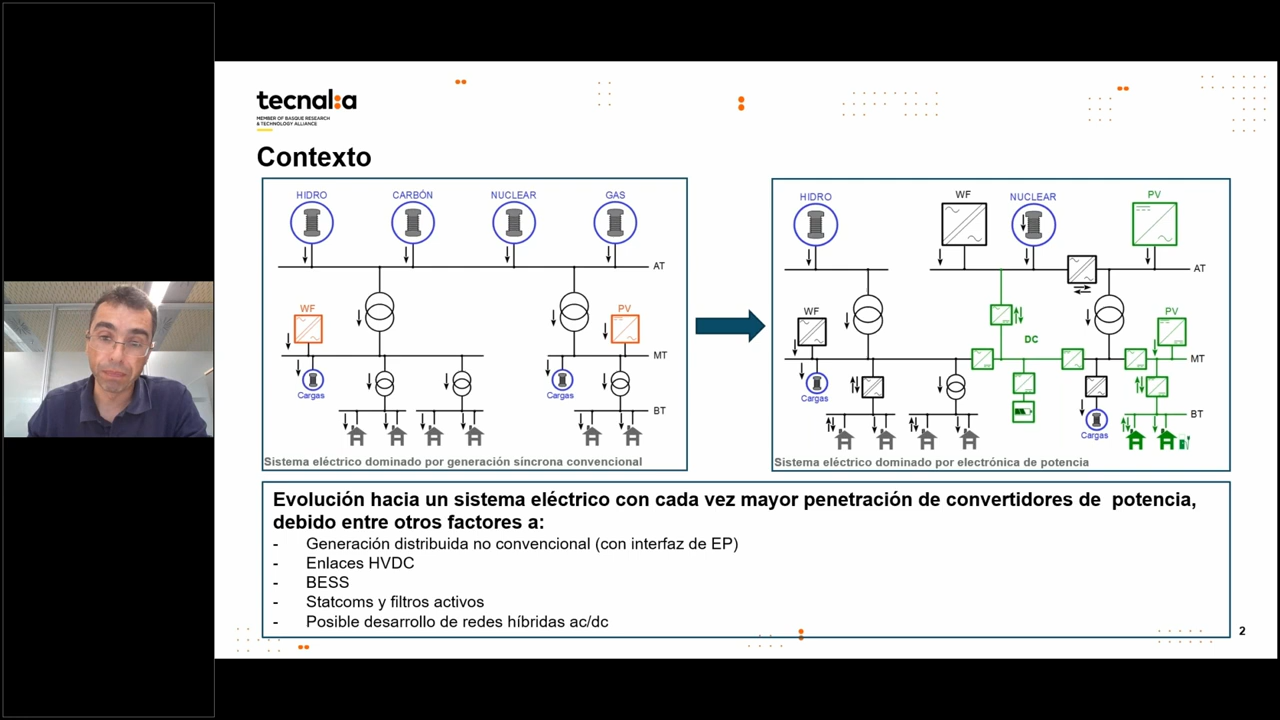 tecnal:a
MEMBER OF BASQUE RESEARCH
& TECHNOLOGY ALLIANCE
Contexto
HIDRO
CARBÓN
NUCLEAR
GAS
AT
WF
PV
MT
Cargas
Cargas
BT
Sistema eléctrico dominado por generación síncrona convencional
HIDRO
WF
NUCLEAR
PV
AT
WF
PV
DC
MT
Cargas
BT
Cargas
EV
Sistema eléctrico dominado por electrónica de potencia
Evolución hacia un sistema eléctrico con cada vez mayor penetración de convertidores de potencia,
debido entre otros factores a:
- Generación distribuida no convencional (con interfaz de EP)
- Enlaces HVDC
- BESS
- Statcoms y filtros activos
- Posible desarrollo de redes híbridas ac/dc
2